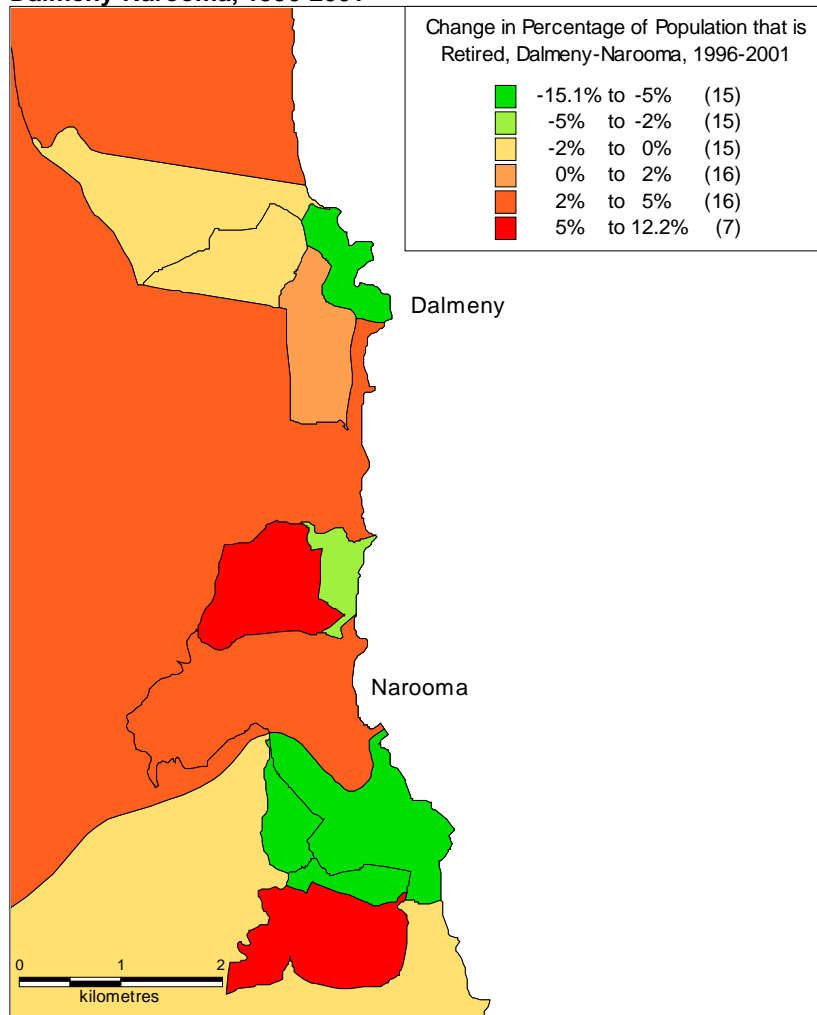 Change in Percentage of Population that is
Retired, Dalmeny-Narooma, 1996-2001
-15.1% to -5% (15)
-5% to -2% (15)
-2% to 0% (15)
0% to 2% (16)
2% to 5% (16)
5% to 12.2% (7)
Dalmeny
Narooma
0 1 2
kilometres